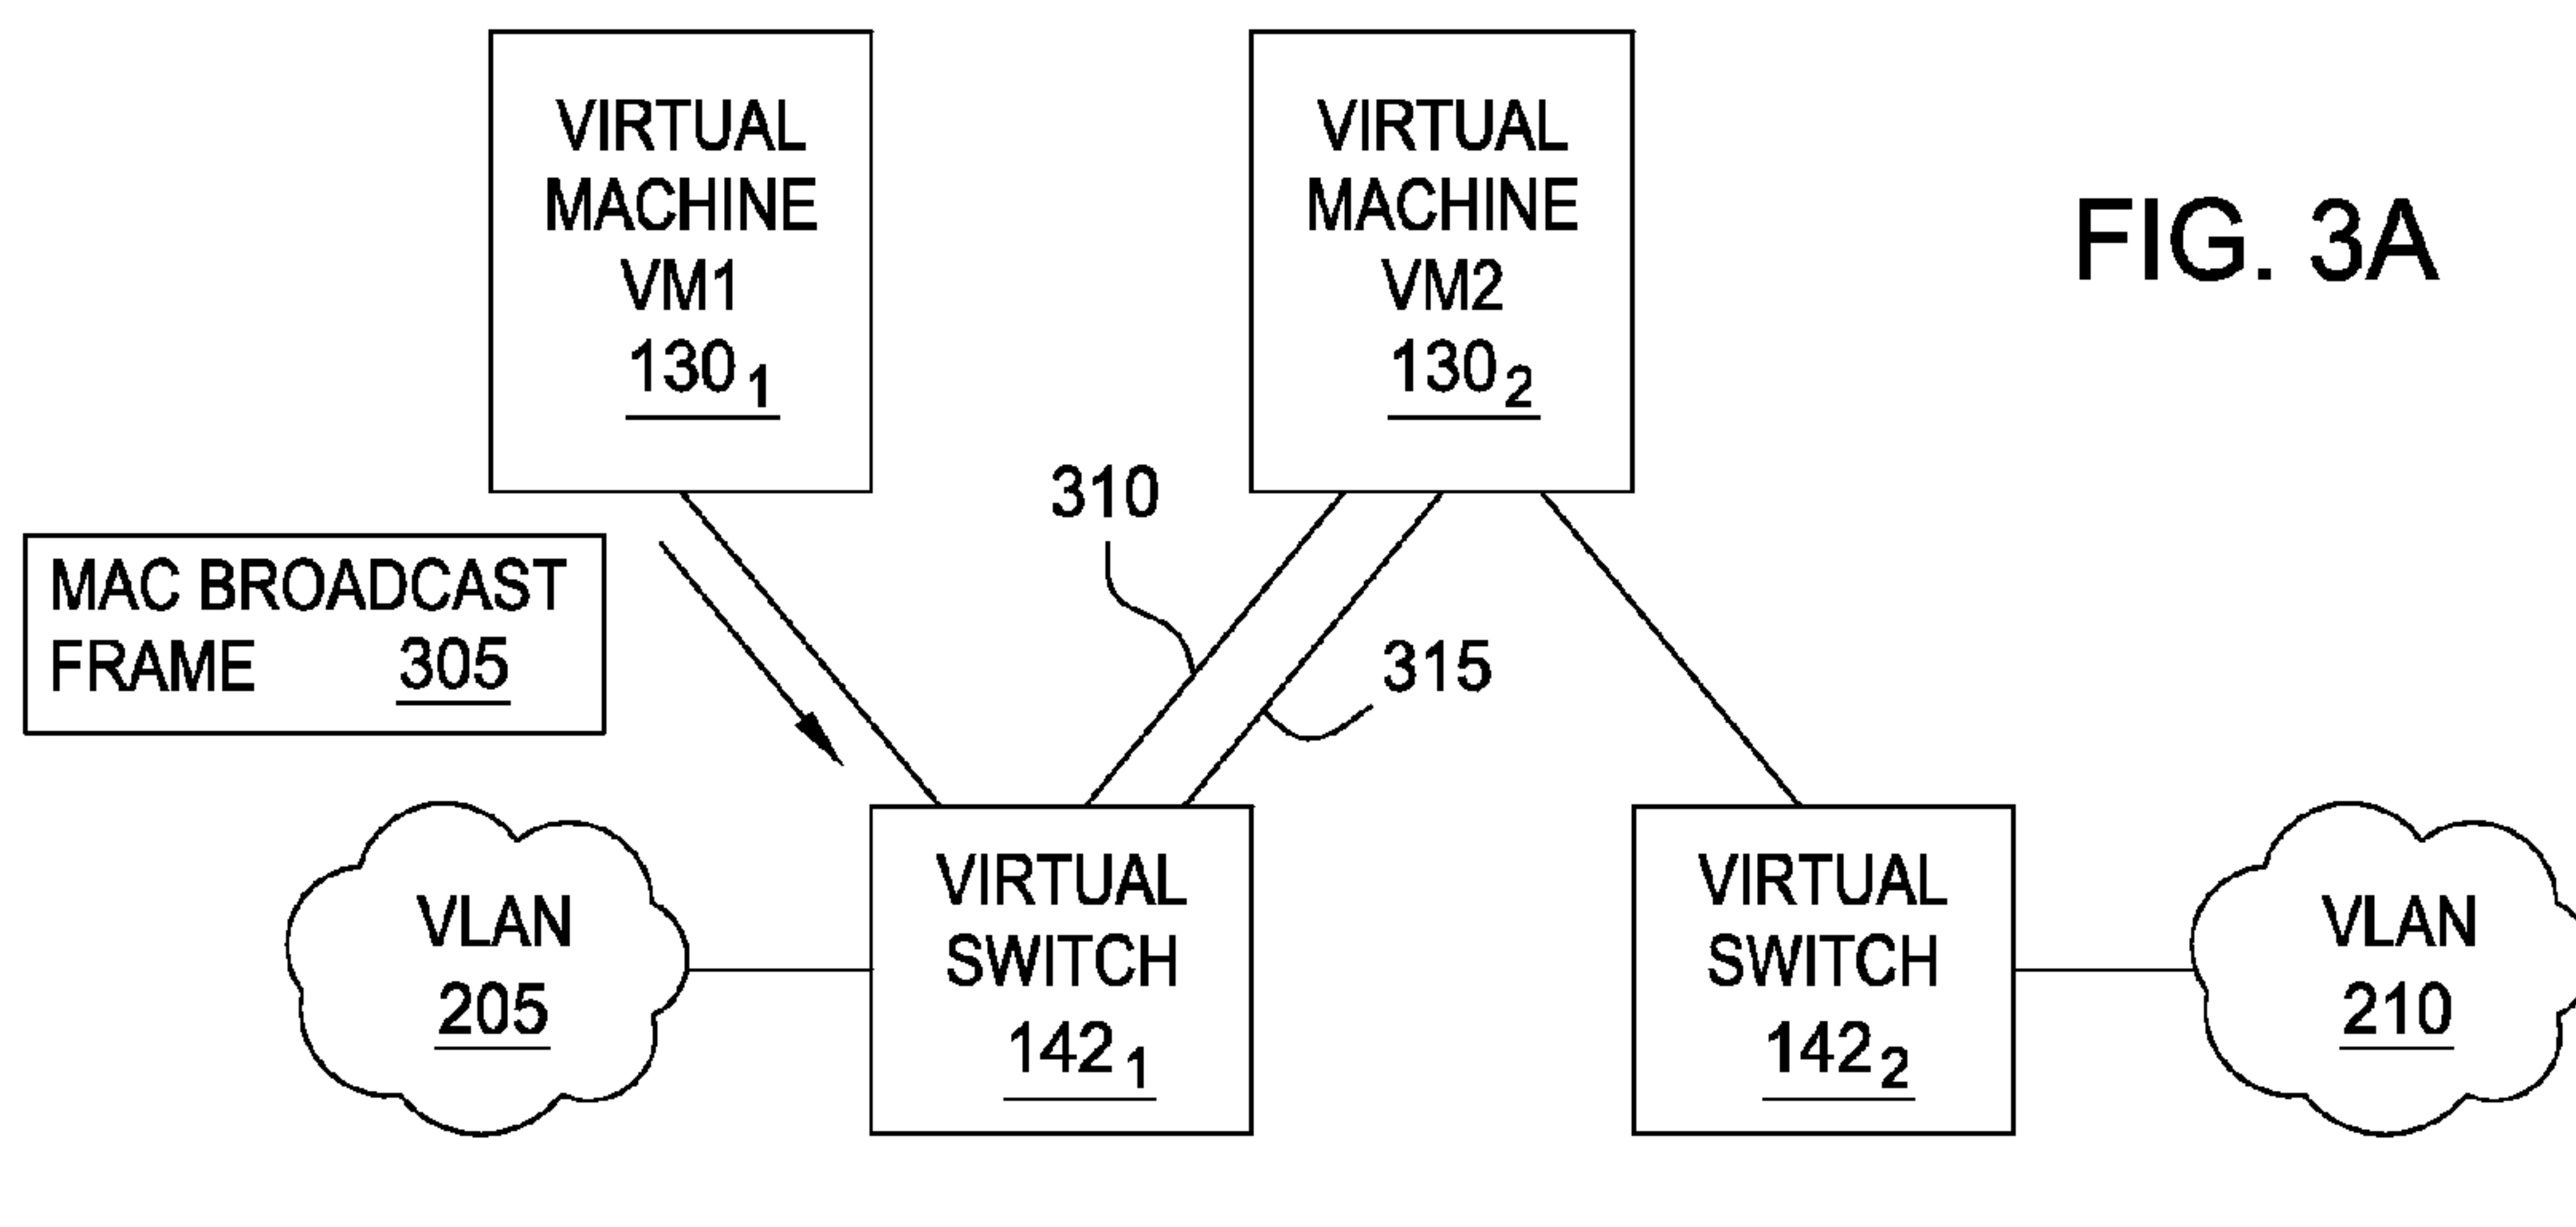 VIRTUAL
MACHINE
VM1
130 1
VIRTUAL
MACHINE
VM2
130 2
FIG. 3A
310
MAC BROADCAST
FRAME 305
315
VLAN
205
VIRTUAL
SWITCH
142 1
VIRTUAL
SWITCH
142 2
VLAN
210